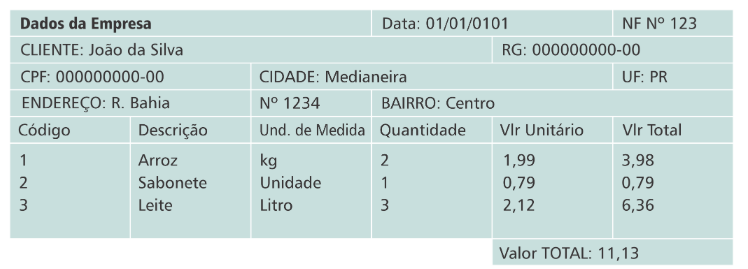 Dados da Empresa Data: 01/01/0101 NF Nº 123
CLIENTE: João da Silva RG: 000000000-00
CPF: 000000000-00 CIDADE: Medianeira UF: PR
ENDEREÇO: R. Bahia Nº 1234 BAIRRO: Centro
Código Descrição Und. de Medida Quantidade Vlr Unitário Vlr Total
1 Arroz kg 2 1,99 3,98
2 Sabonete Unidade 1 0,79 0,79
3 Leite Litro 3 2,12 6,36
Valor TOTAL: 11,13